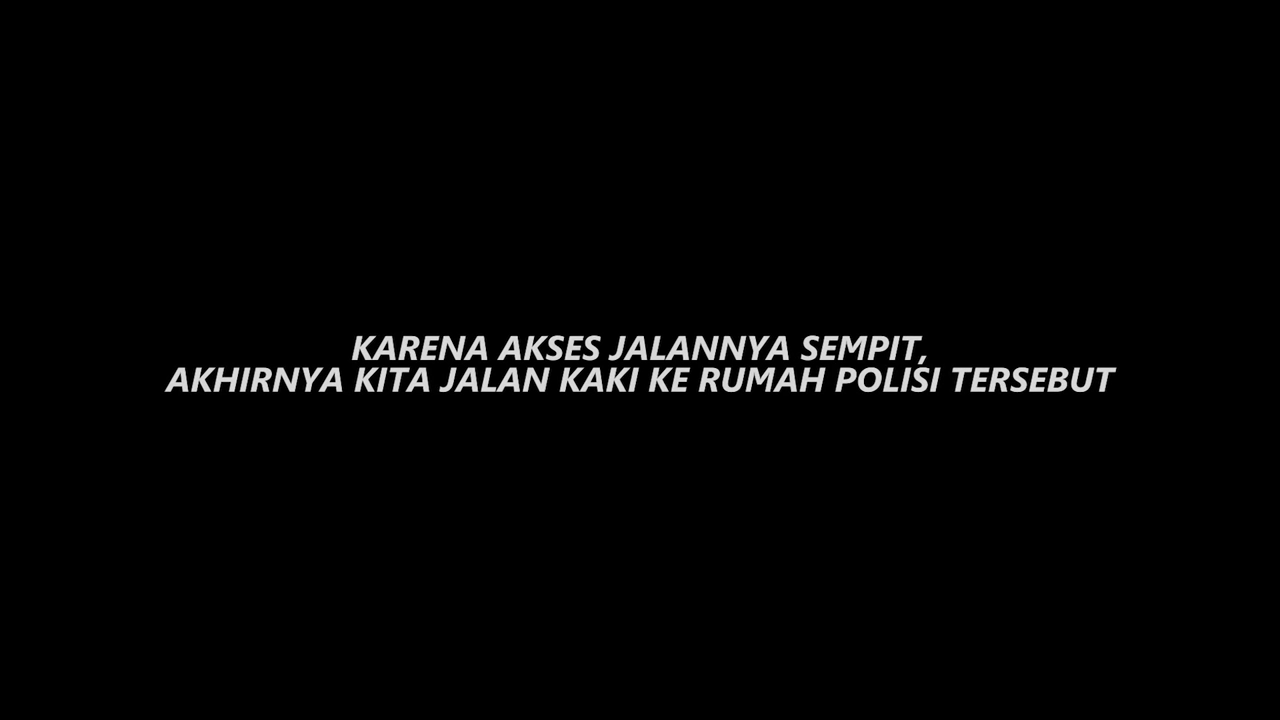 KARENA AKSES JALANNYA SEMPIT,
AKHIRNYA KITA JALAN KAKI KE RUMAH POLISI TERSEBUT